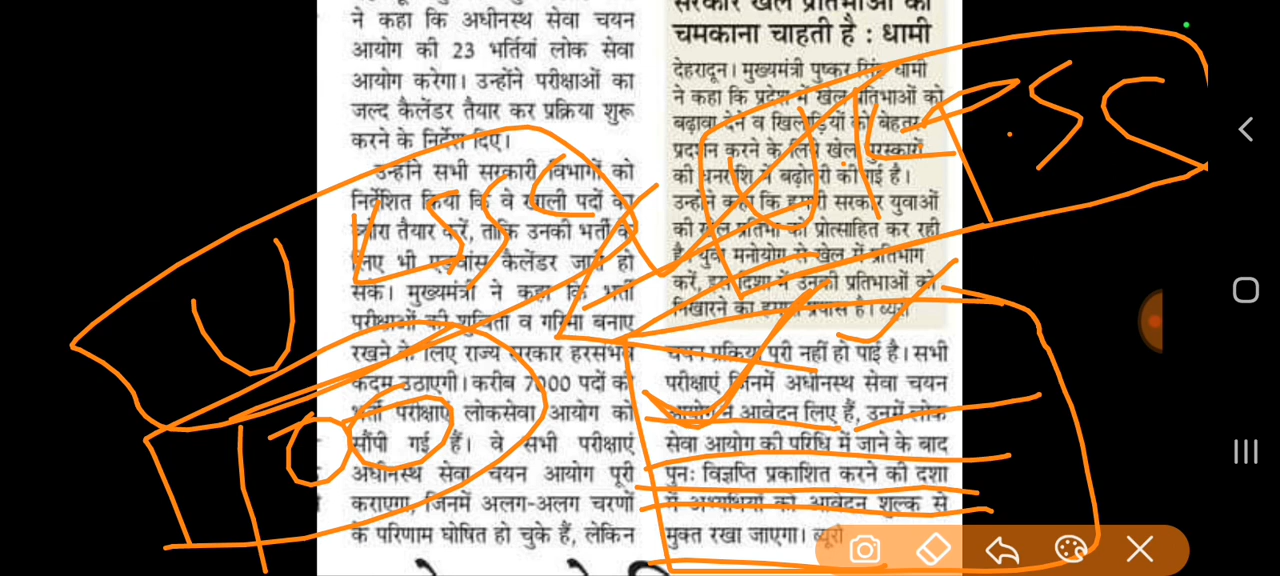 ने कहा कि अधीनस्थ सेवा चयन
आयोग की 23 भर्तियां लोक सेवा
आयोग करेगा। उन्होंने परीक्षाओं का
जल्द कैलेंडर तैयार कर प्रक्रिया शुरू
करने के निर्देश दिए।
उन्होंने सभी सरकारी विभागों को
निर्देशित किया कि वे खाली पदों का
ब्योरा तैयार करें, ताकि उनकी भर्ती के
लिए भी एडवांस कैलेंडर जारी हो
सके। मुख्यमंत्री ने कहा कि भर्ती
परीक्षाओं की शुचिता व गरिमा बनाए
रखने के लिए राज्य सरकार हरसंभव
कदम उठाएगी। करीब 7000 पदों की
भर्ती परीक्षाएं लोकसेवा आयोग को
सौंपी गई हैं। वे सभी परीक्षाएं
अधीनस्थ सेवा चयन आयोग पूरी
कराएगा, जिनमें अलग-अलग चरणों
के परिणाम घोषित हो चुके हैं, लेकिन
सरकार खेल प्रतिभाओं को
चमकाना चाहती है : धामी
देहरादून। मुख्यमंत्री पुष्कर सिंह धामी
ने कहा कि प्रदेश में खेल प्रतिभाओं को
बढ़ावा देने व खिलाड़ियों को बेहतर
प्रदर्शन करने के लिये खेल पुरस्कारों
की धनराशि में बढ़ोतरी की गई है।
उन्होंने कहा कि हमारी सरकार युवाओं
की खेल प्रतिभा को प्रोत्साहित कर रही
है। युवा मनोयोग से खेल में प्रतिभाग
करें, इस दिशा में उनकी प्रतिभाओं को
निखारने का हमारा प्रयास है। ब्यूरो
चयन प्रक्रिया पूरी नहीं हो पाई है। सभी
परीक्षाएं जिनमें अधीनस्थ सेवा चयन
आयोग ने आवेदन लिए हैं, उनमें लोक
सेवा आयोग की परिधि में जाने के बाद
पुनः विज्ञप्ति प्रकाशित करने की दशा
में अभ्यर्थियों को आवेदन शुल्क से
मुक्त रखा जाएगा। ब्यूरो